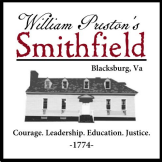 William Preston's
Smithfield
Blacksburg, Va
Courage. Leadership. Education. Justice.
-1774-